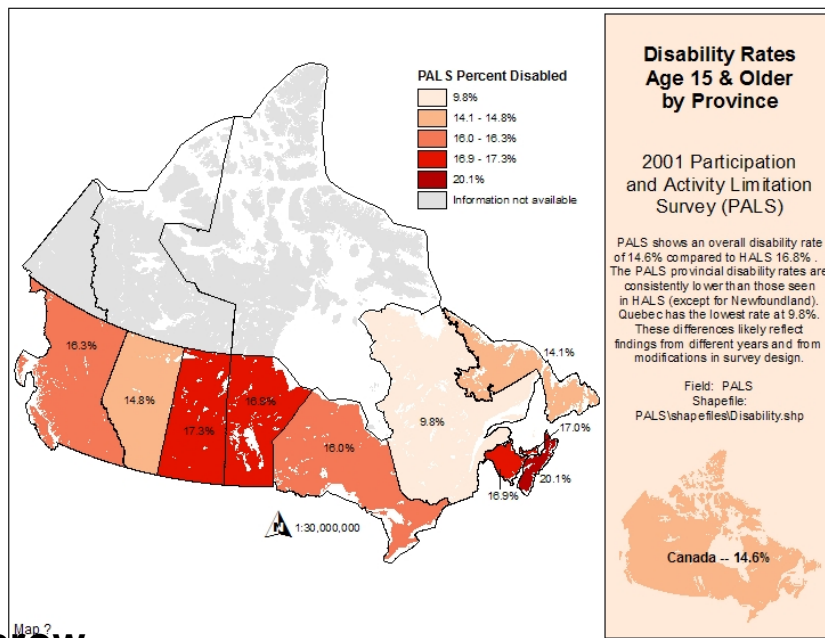 PALS Percent Disabled
9.8%
14.1 - 14.8%
16.0 - 16.3%
16.9 - 17.3%
20.1%
Information not available
16.3%
14.8%
17.3%
16.9%
16.0%
9.8%
14.1%
17.0%
20.1%
16.9%
N
1:30,000,000
Map ?
Disability Rates
Age 15 & Older
by Province
2001 Participation
and Activity Limitation
Survey (PALS)
PALS shows an overall disability rate
of 14.6% compared to HALS 16.8% .
The PALS provincial disability rates are
consistently lower than those seen
in HALS (except for Newfoundland).
Quebec has the lowest rate at 9.8%.
These differences likely reflect
findings from different years and from
modifications in survey design.
Field: PALS
Shapefile:
PALS\shapefiles\Disability.shp
Canada -- 14.6%